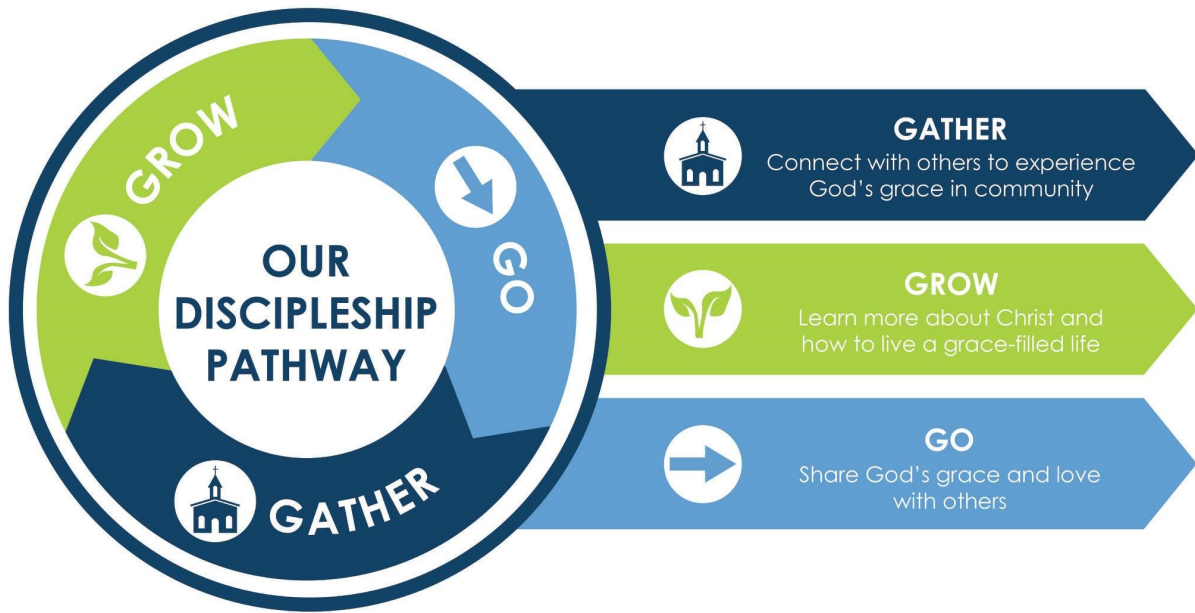 GROW
GO
GATHER
OUR
DISCIPLESHIP
PATHWAY
GATHER
Connect with others to experience
God's grace in community
GROW
Learn more about Christ and
how to live a grace-filled life
GO
Share God's grace and love
with others